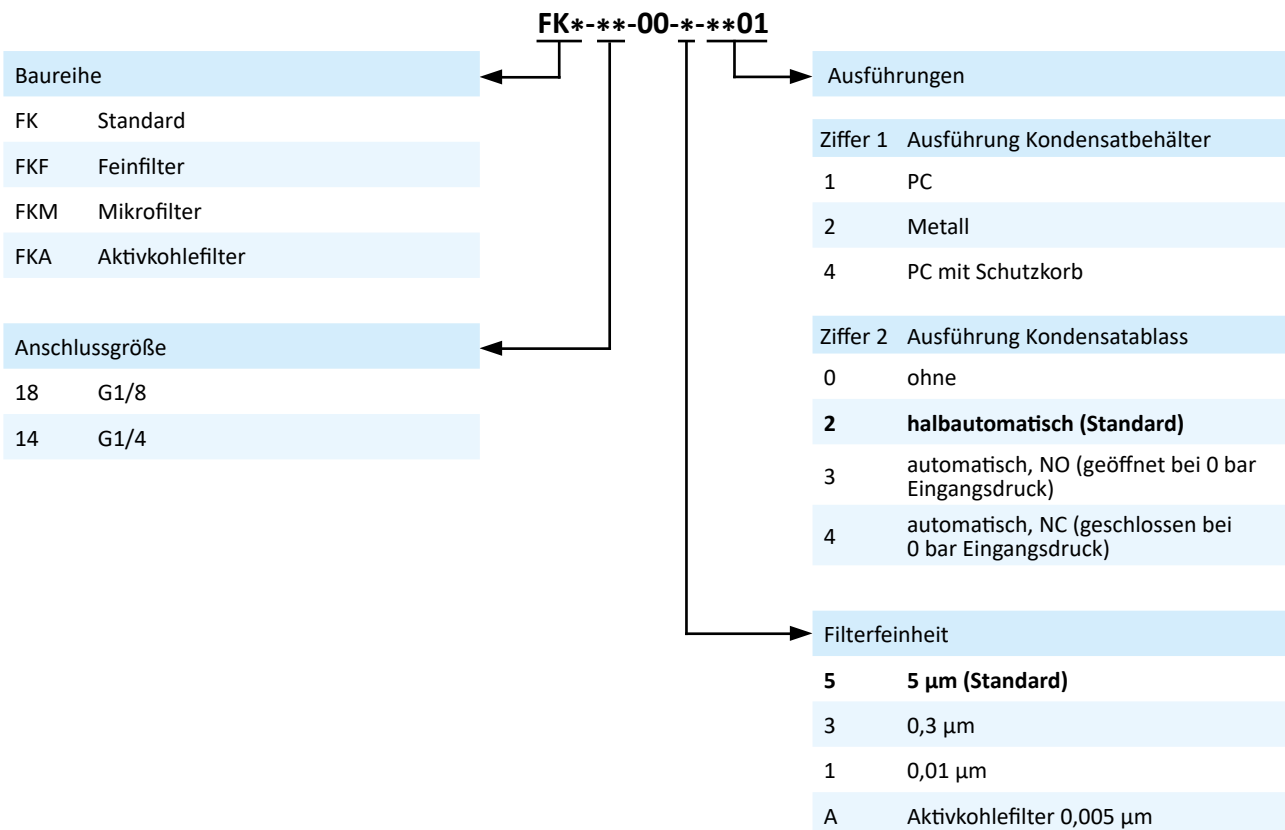 FK*-**-00-*-**01
Baureihe
FK Standard
FKF Feinfilter
FKM Mikrofilter
FKA Aktivkohlefilter
Anschlussgröße
18 G1/8
14 G1/4
Ausführungen
Ziffer 1 Ausführung Kondensatbehälter
1 PC
2 Metall
4 PC mit Schutzkorb
Ziffer 2 Ausführung Kondensatablass
0 ohne
2 halbautomatisch (Standard)
3 automatisch, NO (geöffnet bei 0 bar
Eingangsdruck)
4 automatisch, NC (geschlossen bei
0 bar Eingangsdruck)
Filterfeinheit
5 5 µm (Standard)
3 0,3 µm
1 0,01 µm
A Aktivkohlefilter 0,005 µm